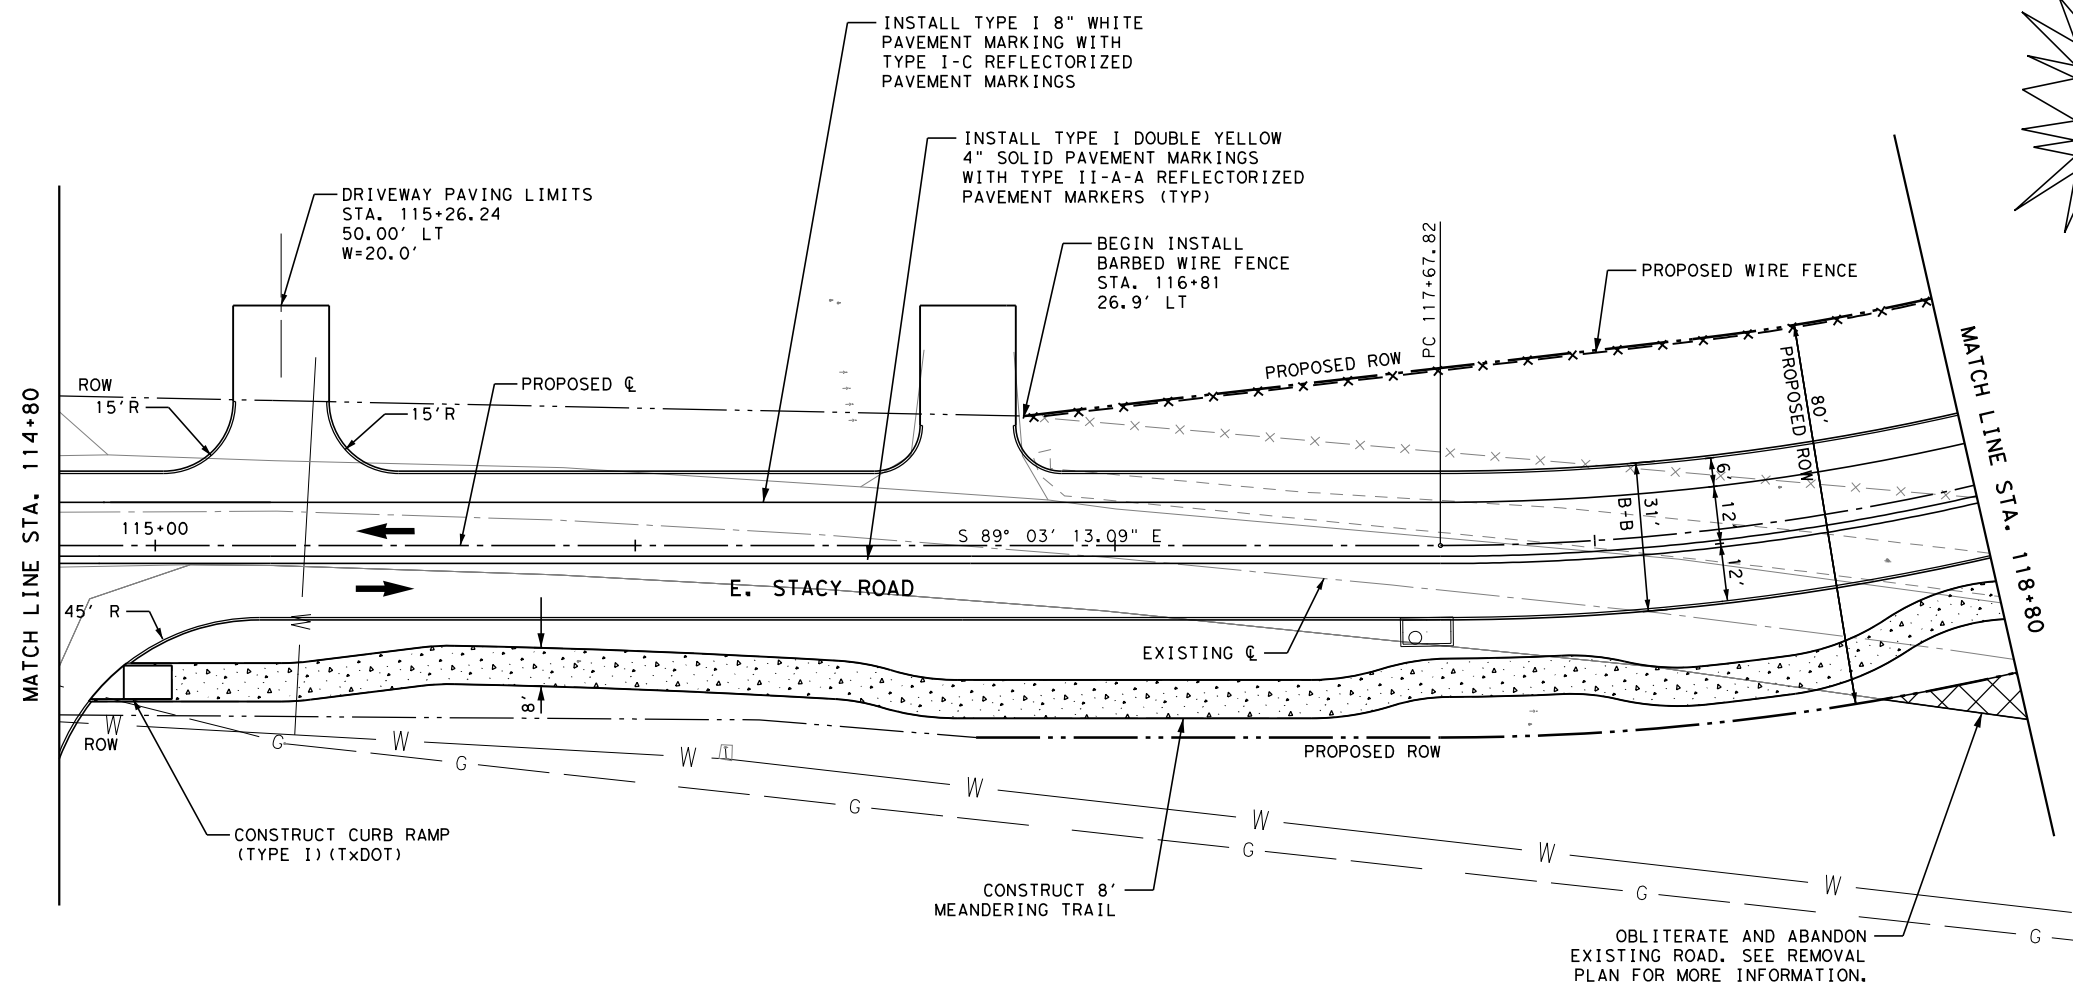 INSTALL TYPE I 8" WHITE
PAVEMENT MARKING WITH
TYPE I-C REFLECTORIZED
PAVEMENT MARKINGS
INSTALL TYPE I DOUBLE YELLOW
4" SOLID PAVEMENT MARKINGS
WITH TYPE II-A-A REFLECTORIZED
PAVEMENT MARKERS (TYP)
DRIVEWAY PAVING LIMITS
STA. 115+26.24
50.00' LT
W=20.0'
BEGIN INSTALL
BARBED WIRE FENCE
STA. 116+81
26.9' LT
PC 117+67.82
PROPOSED WIRE FENCE
PROPOSED ROW
80'
PROPOSED ROW
MATCH LINE STA. 118+80
MATCH LINE STA. 114+80
ROW
15'R
15'R
PROPOSED ℄
115+00
S 89° 03' 13.09" E
6'
12'
12'
31'
B-B
E. STACY ROAD
45' R
W
EXISTING ℄
8'
ROW
PROPOSED ROW
W
W
W
W
W
W
W
G
G
G
G
G
G
CONSTRUCT CURB RAMP
(TYPE I)(TxDOT)
CONSTRUCT 8'
MEANDERING TRAIL
OBLITERATE AND ABANDON
EXISTING ROAD. SEE REMOVAL
PLAN FOR MORE INFORMATION.